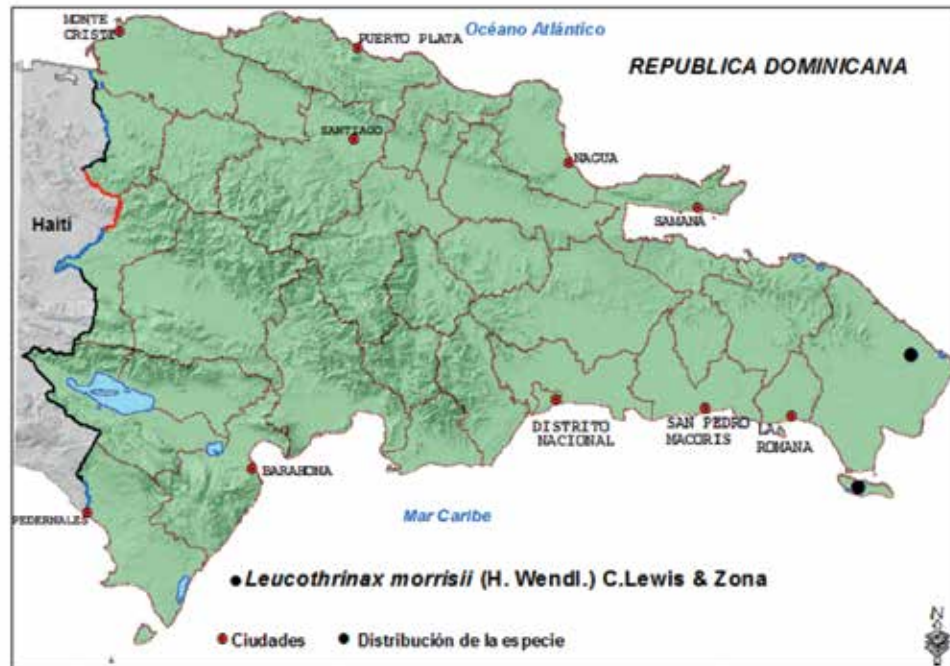 MONTE
CRISTI
PUERTO PLATA
Océano Atlántico
REPUBLICA DOMINICANA
SANTIAGO
NAGUA
SAMANA
Haití
DISTRITO
NACIONAL
SAN PEDRO
MACORIS
LA
ROMANA
BARAHONA
PEDERNALES
Mar Caribe
Leucothrinax morrisii (H. Wendl.) C.Lewis & Zona
Ciudades
Distribución de la especie
N